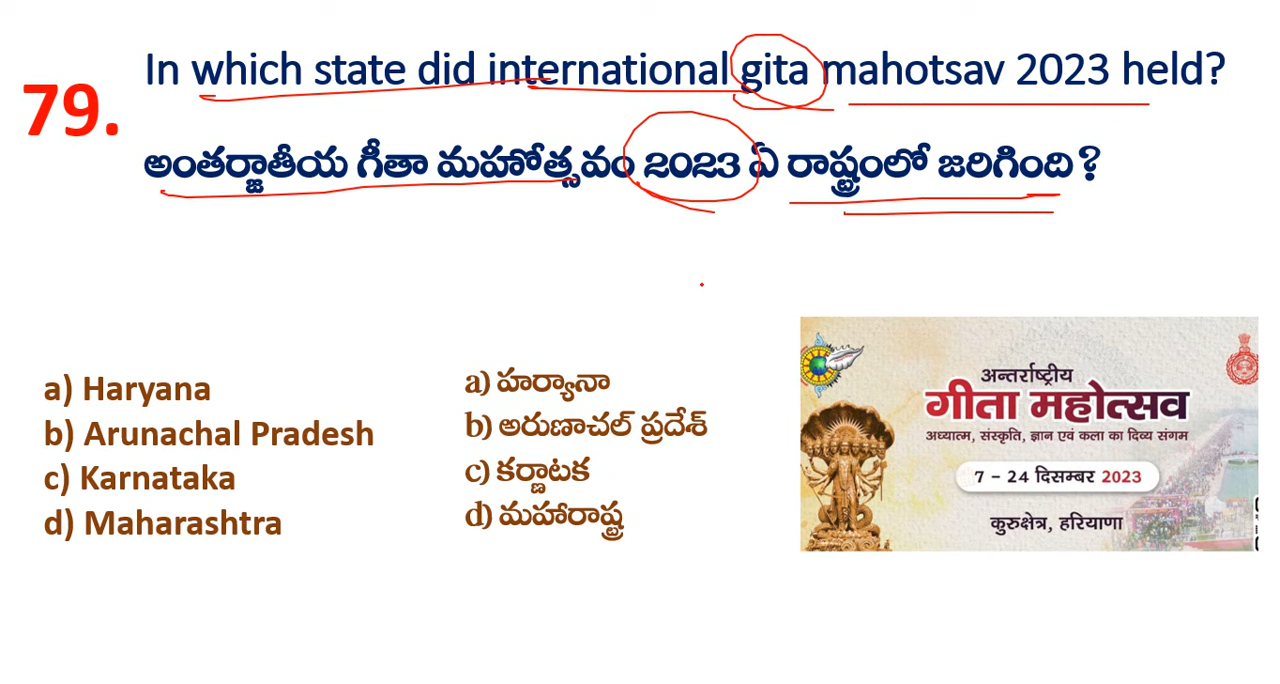 79.
In which state did international gita mahotsav 2023 held?
అంతర్జాతీయ గీతా మహోత్సవం 2023 ఏ రాష్ట్రంలో జరిగింది?
a) Haryana
b) Arunachal Pradesh
c) Karnataka
d) Maharashtra
a) హర్యానా
b) అరుణాచల్ ప్రదేశ్
c) కర్ణాటక
d) మహారాష్ట్ర
अन्तर्राष्ट्रीय
गीता महोत्सव
अध्यात्म, संस्कृति, ज्ञान एवं कला का दिव्य संगम
7 - 24 दिसम्बर 2023
कुरुक्षेत्र, हरियाणा